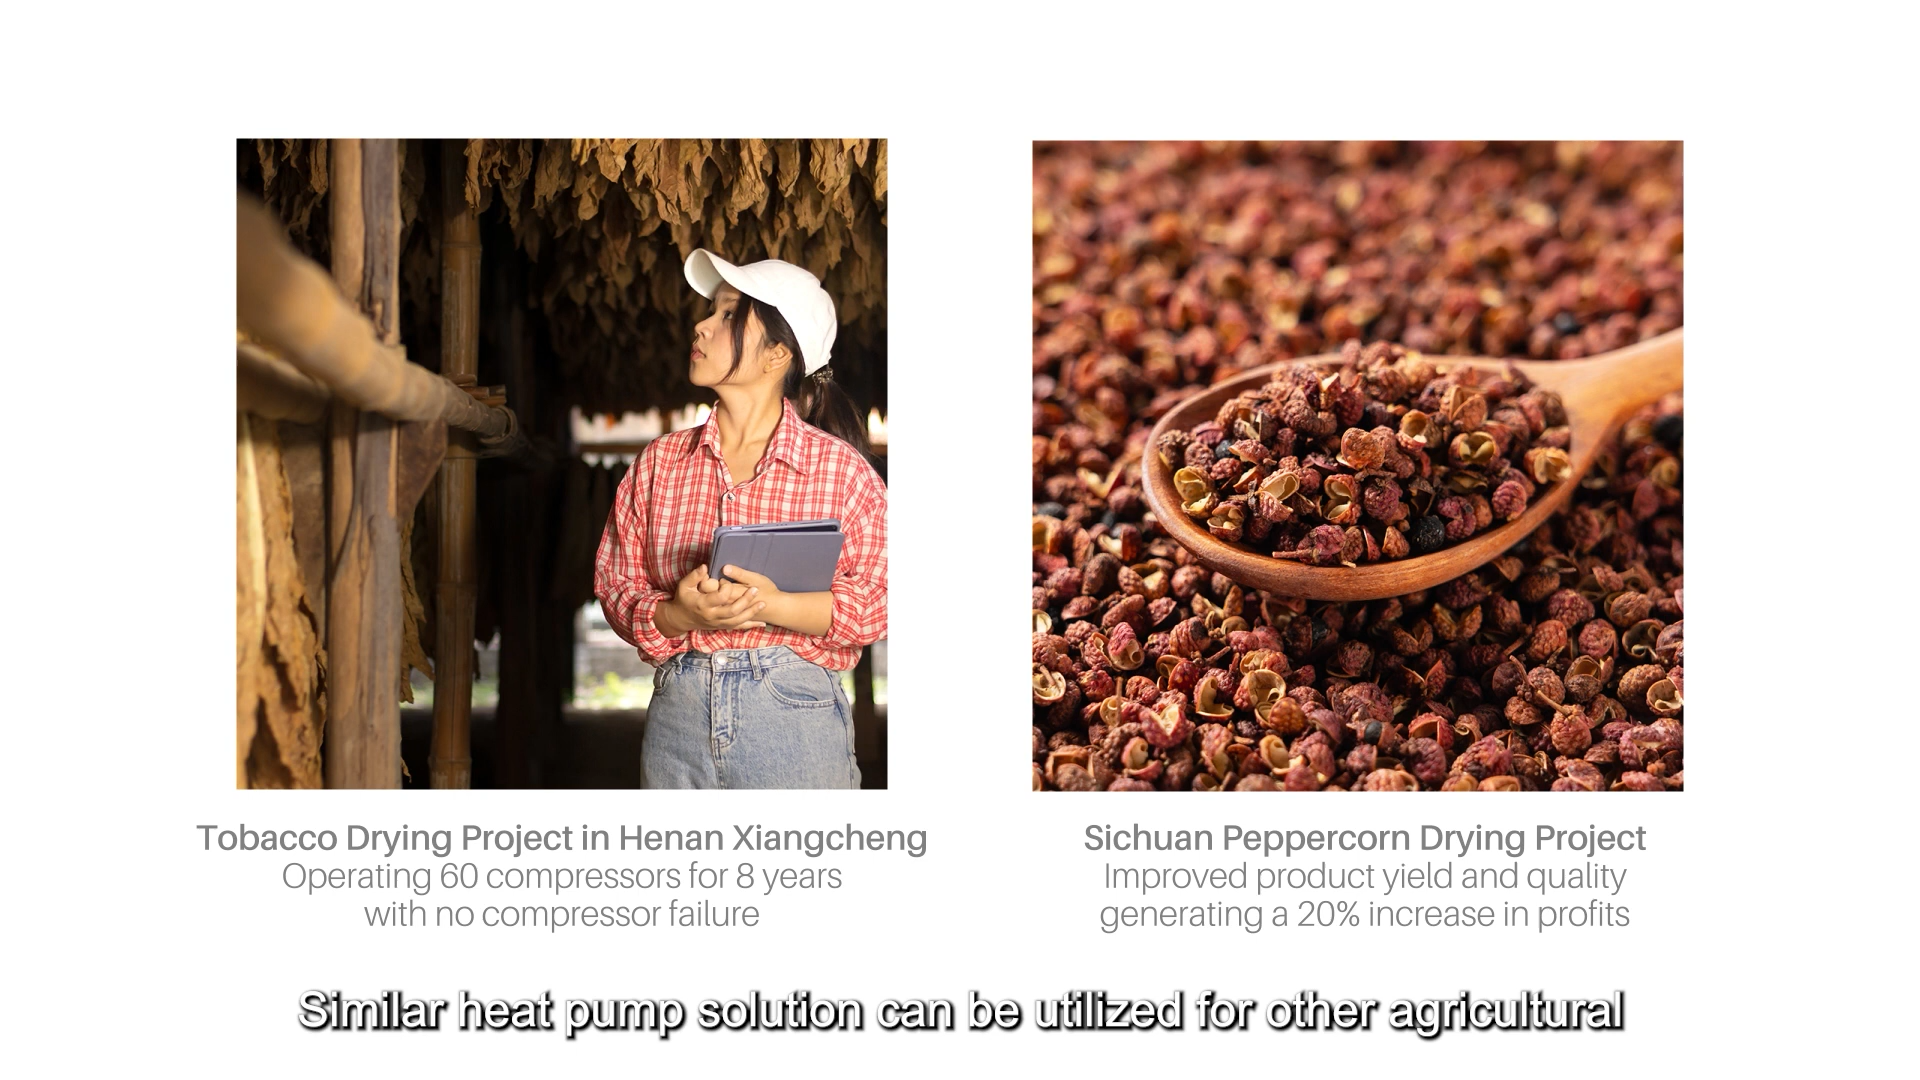 Tobacco Drying Project in Henan Xiangcheng
Operating 60 compressors for 8 years
with no compressor failure
Sichuan Peppercorn Drying Project
Improved product yield and quality
generating a 20% increase in profits
Similar heat pump solution can be utilized for other agricultural